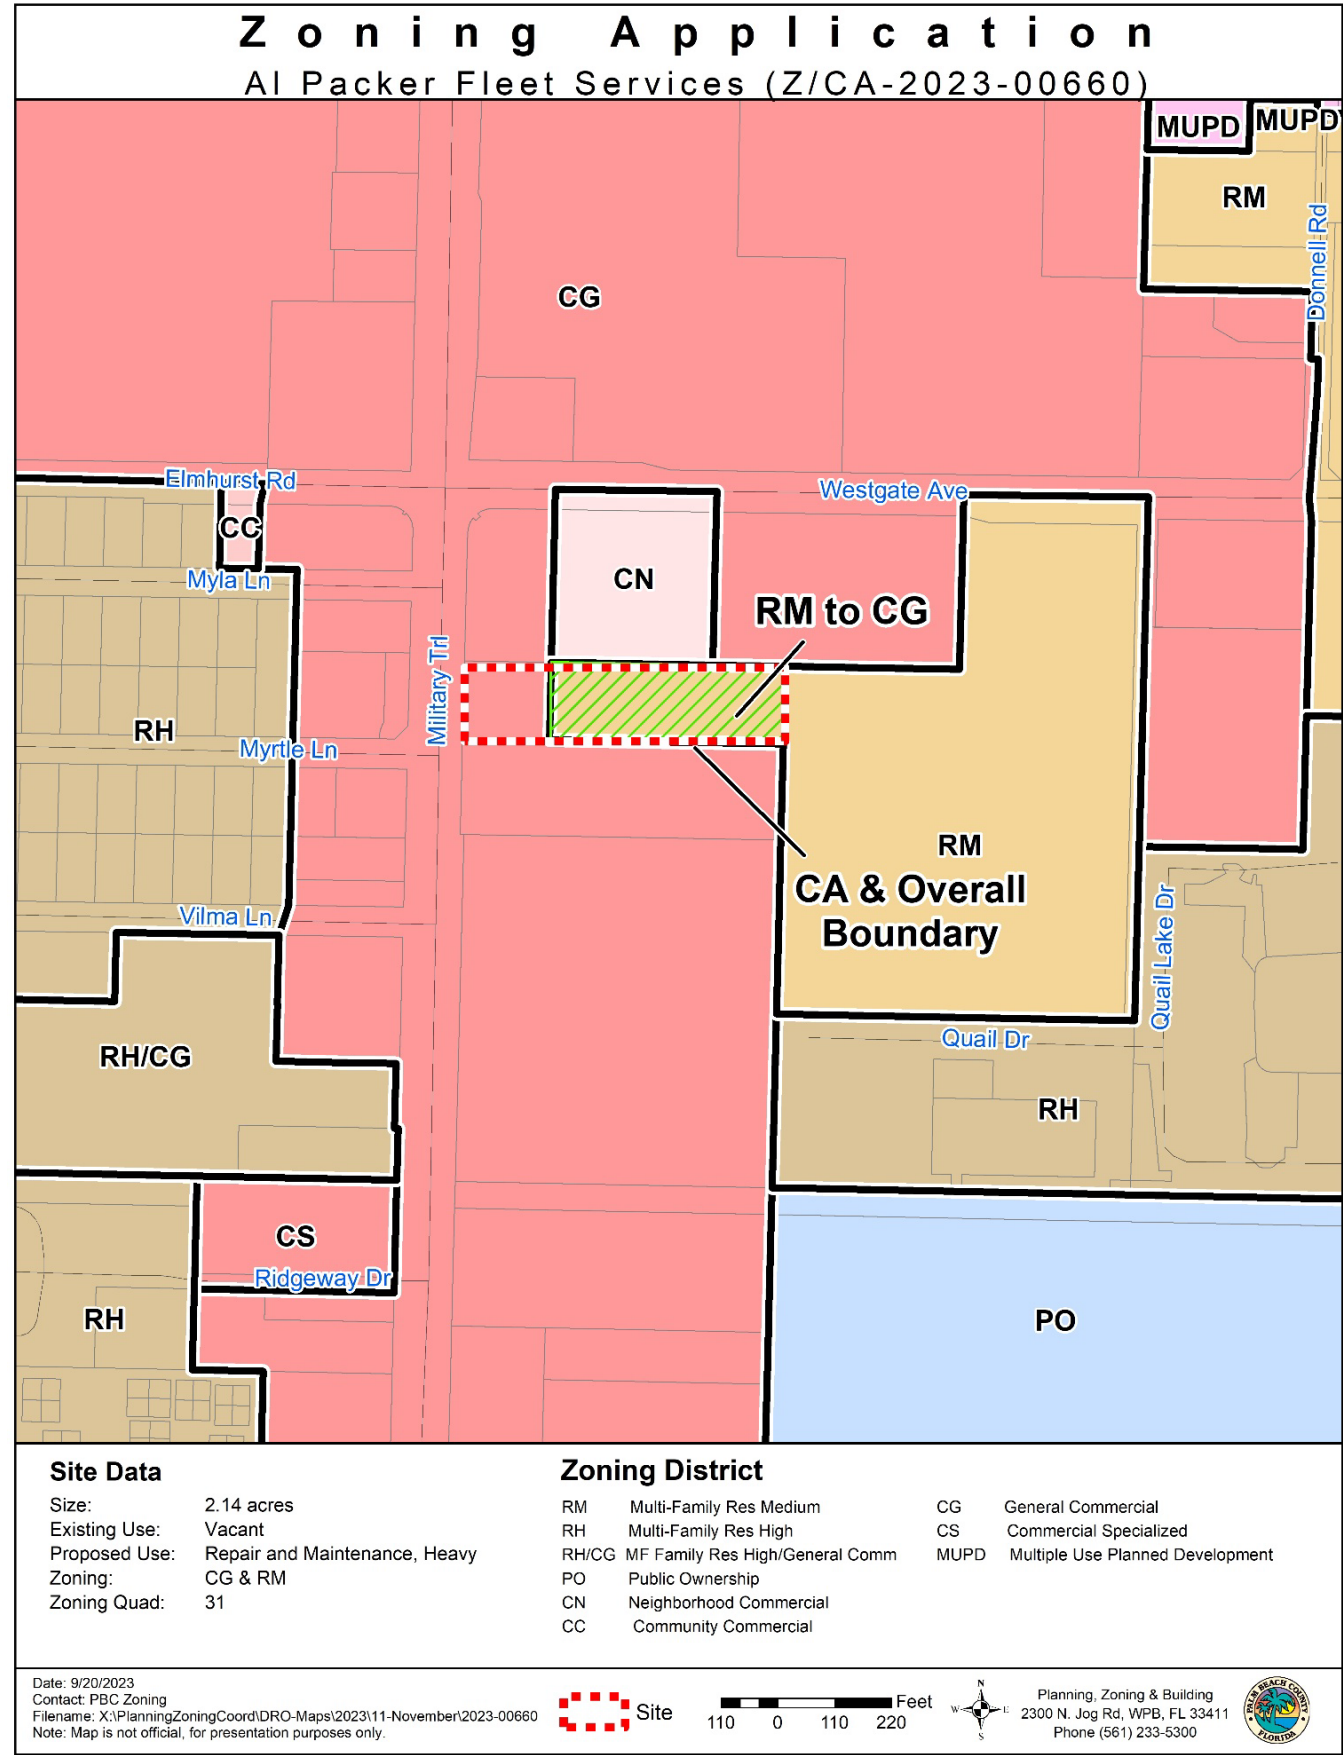 Zoning Application
Al Packer Fleet Services (Z/CA-2023-00660)
MUPD
MUPD
RM
Donnell Rd
CG
Elmhurst Rd
Westgate Ave
CC
CN
Myla Ln
RM to CG
Military Trl
RH
Myrtle Ln
RM
CA & Overall
Boundary
Vilma Ln
Quail Lake Dr
Quail Dr
RH/CG
RH
CS
Ridgeway Dr
RH
PO
Site Data
Size: 2.14 acres
Existing Use: Vacant
Proposed Use: Repair and Maintenance, Heavy
Zoning: CG & RM
Zoning Quad: 31
Zoning District
RM Multi-Family Res Medium
RH Multi-Family Res High
RH/CG MF Family Res High/General Comm
PO Public Ownership
CN Neighborhood Commercial
CC Community Commercial
CG General Commercial
CS Commercial Specialized
MUPD Multiple Use Planned Development
Date: 9/20/2023
Contact: PBC Zoning
Filename: X:\PlanningZoningCoord\DRO-Maps\2023\11-November\2023-00660
Note: Map is not official, for presentation purposes only.
Site
Feet
110 0 110 220
N
W E
S
Planning, Zoning & Building
2300 N. Jog Rd, WPB, FL 33411
Phone (561) 233-5300
PALM BEACH COUNTY
FLORIDA